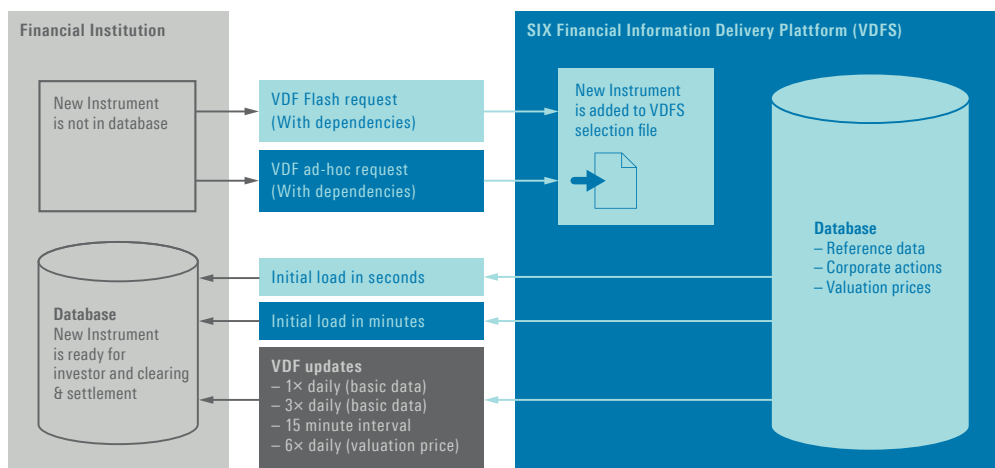 Financial Institution
SIX Financial Information Delivery Plattform (VDFS)
New Instrument
is not in database
VDF Flash request
(With dependencies)
VDF ad-hoc request
(With dependencies)
New Instrument
is added to VDFS
selection file
Database
– Reference data
– Corporate actions
– Valuation prices
Initial load in seconds
Initial load in minutes
Database
New Instrument
is ready for
investor and clearing
& settlement
VDF updates
– 1× daily (basic data)
– 3× daily (basic data)
– 15 minute interval
– 6× daily (valuation price)